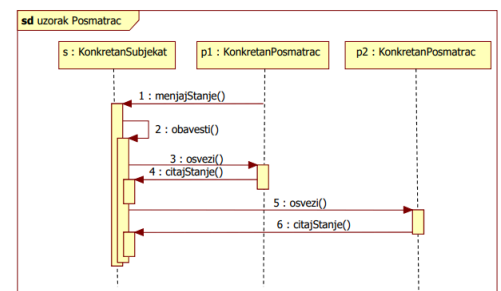 sd uzorak Posmatrac
s : KonkretanSubjekat
p1 : KonkretanPosmatrac
p2 : KonkretanPosmatrac
1 : menjajStanje()
2 : obavesti()
3 : osvezi()
4 : citajStanje()
5 : osvezi()
6 : citajStanje()